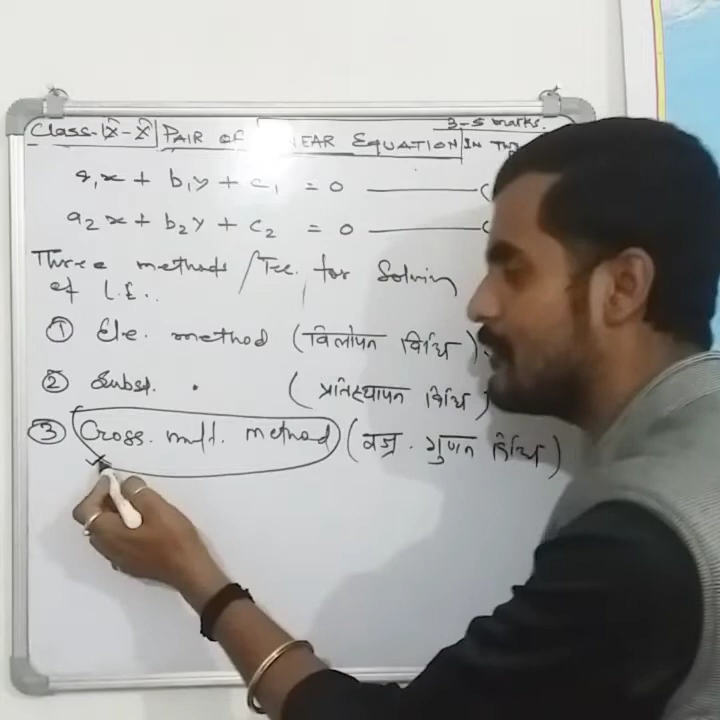 Class-IX-X PAIR OF LINEAR EQUATION IN TW 3-5 marks.
a₁x + b₁y + c₁ = 0 ———(
a₂x + b₂y + c₂ = 0 ———(
Three methods / Tec. for Solving
of L.E..
① Ele. method (विलोपन विधि).
② Subst. . (प्रतिस्थापन विधि)
③ Cross. mult. method (वज्र. गुणन विधि)